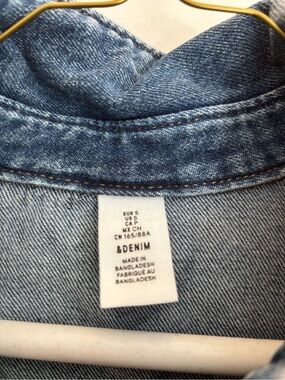 EUR S
US S
CA P
MX CH
CN 165/88A
&DENIM
MADE IN
BANGLADESH
FABRIQUÉ AU
BANGLADESH